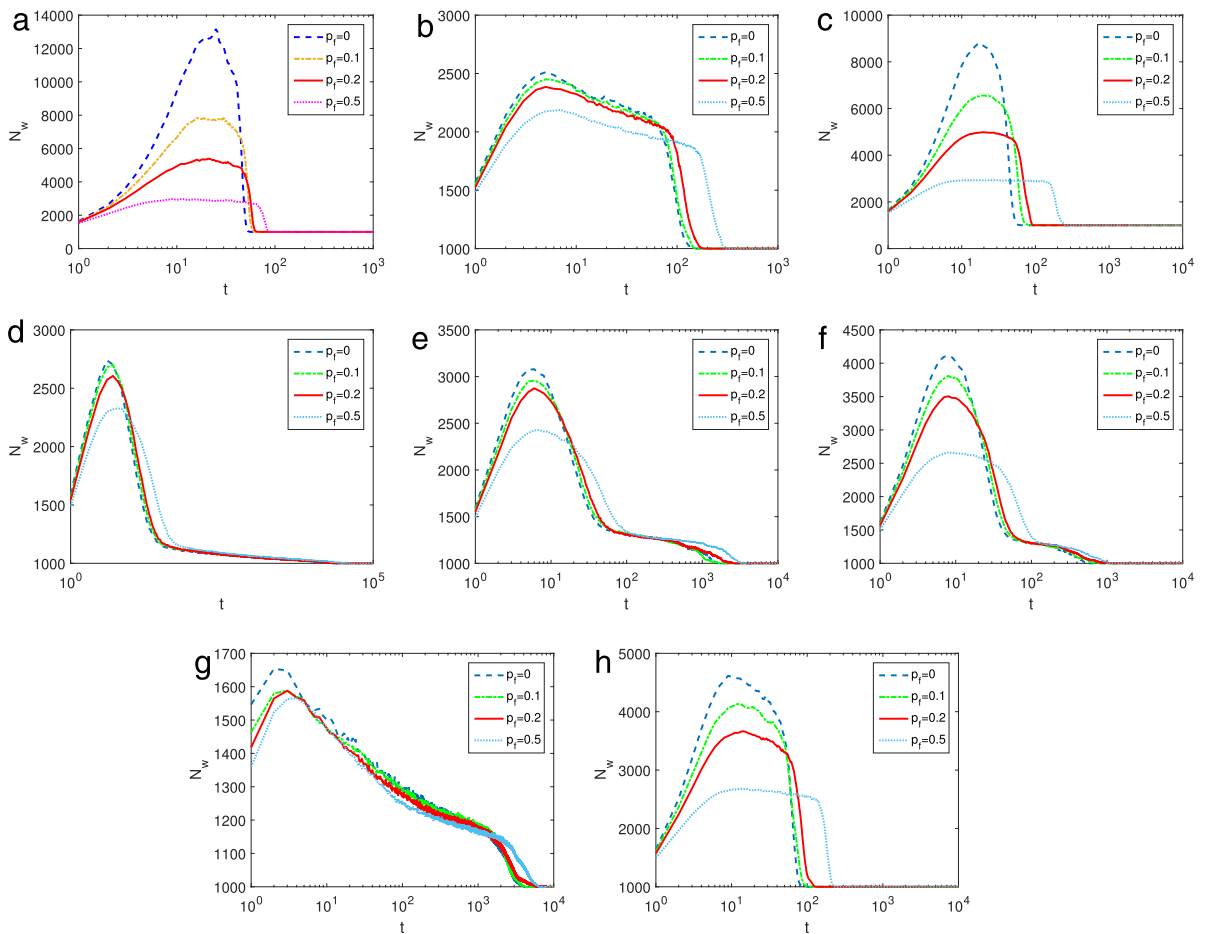 a
14000
12000
10000
8000
6000
4000
2000
0
N_w
10^0
10^1
10^2
10^3
t
p_f=0
p_f=0.1
p_f=0.2
p_f=0.5
b
3000
2500
2000
1500
1000
N_w
10^0
10^1
10^2
10^3
t
p_f=0
p_f=0.1
p_f=0.2
p_f=0.5
c
10000
8000
6000
4000
2000
0
N_w
10^0
10^1
10^2
10^3
10^4
t
p_f=0
p_f=0.1
p_f=0.2
p_f=0.5
d
3000
2500
2000
1500
1000
N_w
10^0
10^5
t
p_f=0
p_f=0.1
p_f=0.2
p_f=0.5
e
3500
3000
2500
2000
1500
1000
N_w
10^0
10^1
10^2
10^3
10^4
t
p_f=0
p_f=0.1
p_f=0.2
p_f=0.5
f
4500
4000
3500
3000
2500
2000
1500
1000
N_w
10^0
10^1
10^2
10^3
10^4
t
p_f=0
p_f=0.1
p_f=0.2
p_f=0.5
g
1700
1600
1500
1400
1300
1200
1100
1000
N_w
10^0
10^1
10^2
10^3
10^4
t
p_f=0
p_f=0.1
p_f=0.2
p_f=0.5
h
5000
4000
3000
2000
1000
N_w
10^0
10^1
10^2
10^3
10^4
t
p_f=0
p_f=0.1
p_f=0.2
p_f=0.5